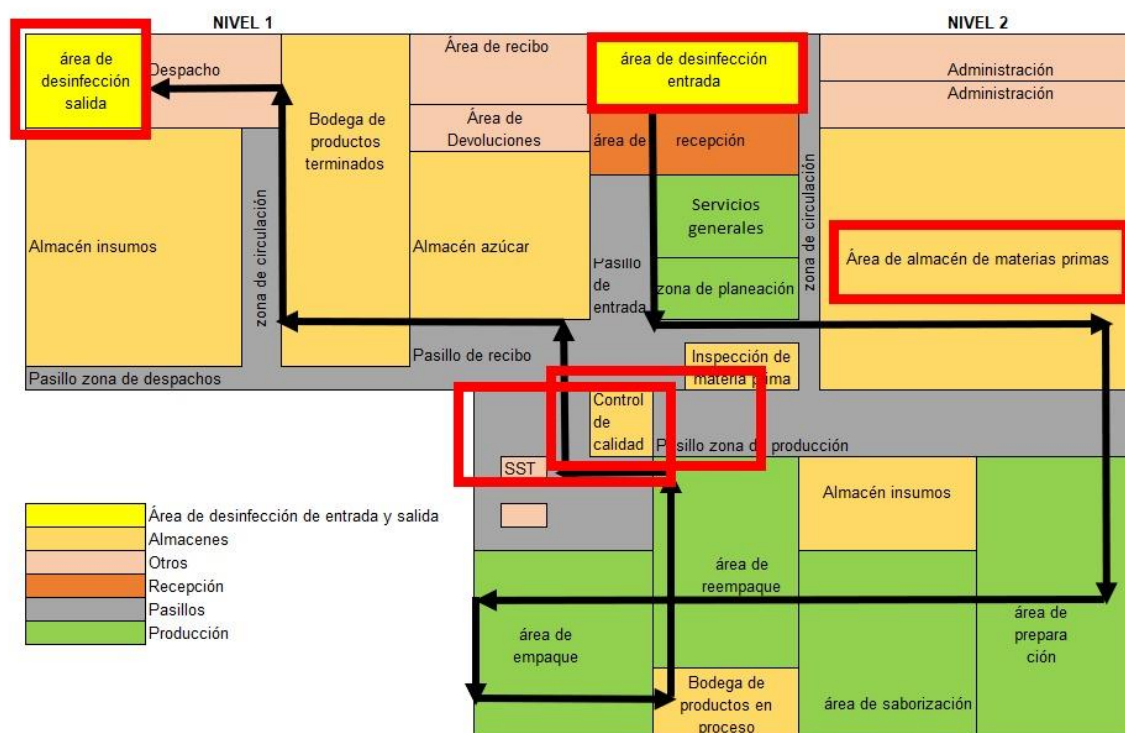 NIVEL 1
NIVEL 2
área de
desinfección
salida
Despacho
Bodega de
productos
terminados
Área de recibo
Área de
Devoluciones
área de desinfección
entrada
área de
recepción
Administración
Administración
Servicios
generales
Almacén insumos
zona de circulación
Almacén azúcar
Pasillo
de
entrada
zona de planeación
zona de circulación
Área de almacén de materias primas
Pasillo de recibo
Inspección de
materia prima
Pasillo zona de despachos
Control
de
calidad
Pasillo zona de producción
SST
Almacén insumos
área de
reempaque
área de
empaque
área de
prepara
ción
Bodega de
productos en
proceso
área de saborización
Área de desinfección de entrada y salida
Almacenes
Otros
Recepción
Pasillos
Producción